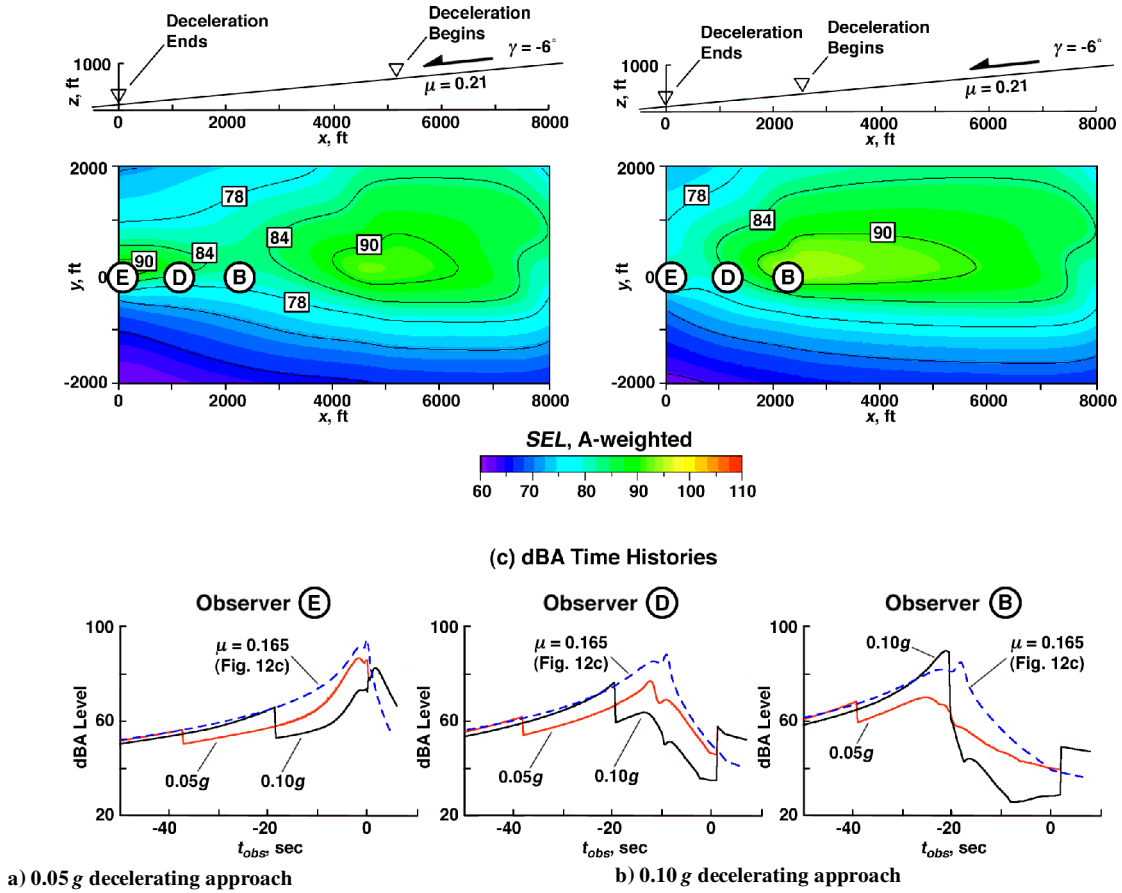 Deceleration
Ends
Deceleration
Begins
γ = -6°
μ = 0.21
1000
0
z, ft
0 2000 4000 6000 8000
x, ft
Deceleration
Ends
Deceleration
Begins
γ = -6°
μ = 0.21
1000
0
z, ft
0 2000 4000 6000 8000
x, ft
2000
0
-2000
y, ft
78
84
90
90
84
78
E D B
0 2000 4000 6000 8000
x, ft
2000
0
-2000
y, ft
78
84
90
E D B
0 2000 4000 6000 8000
x, ft
SEL, A-weighted
60 70 80 90 100 110
(c) dBA Time Histories
Observer E
100
60
20
dBA Level
μ = 0.165
(Fig. 12c)
0.05g
0.10g
-40 -20 0
tobs, sec
Observer D
100
60
20
dBA Level
μ = 0.165
(Fig. 12c)
0.05g
0.10g
-40 -20 0
tobs, sec
Observer B
100
60
20
dBA Level
0.10g
μ = 0.165
(Fig. 12c)
0.05g
-40 -20 0
tobs, sec
a) 0.05 g decelerating approach
b) 0.10 g decelerating approach